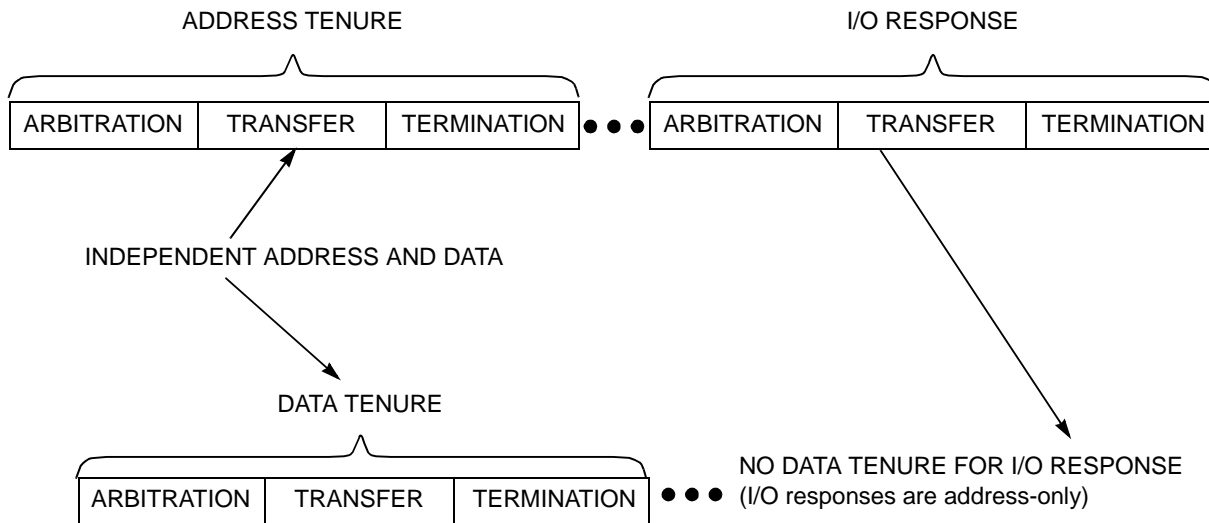 ADDRESS TENURE
I/O RESPONSE
ARBITRATION TRANSFER TERMINATION ARBITRATION TRANSFER TERMINATION
INDEPENDENT ADDRESS AND DATA
DATA TENURE
ARBITRATION TRANSFER TERMINATION
NO DATA TENURE FOR I/O RESPONSE
(I/O responses are address-only)